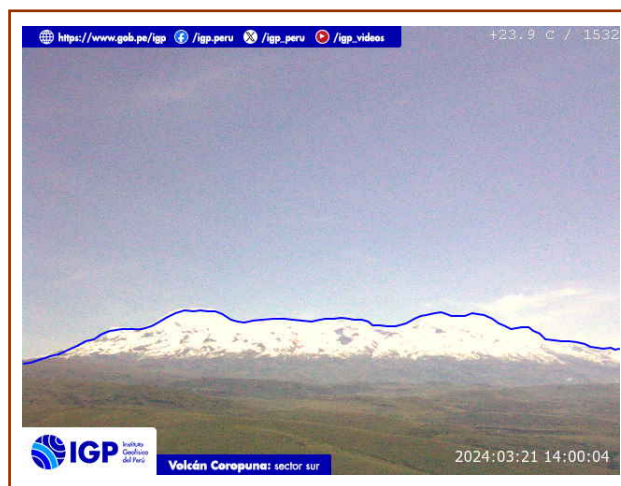 https://www.gob.pe/igp /igp.peru /igp_peru /igp_videos
+23.9 C / 1532
IGP Instituto
Geofísico
del Perú
Volcán Coropuna: sector sur
2024:03:21 14:00:04